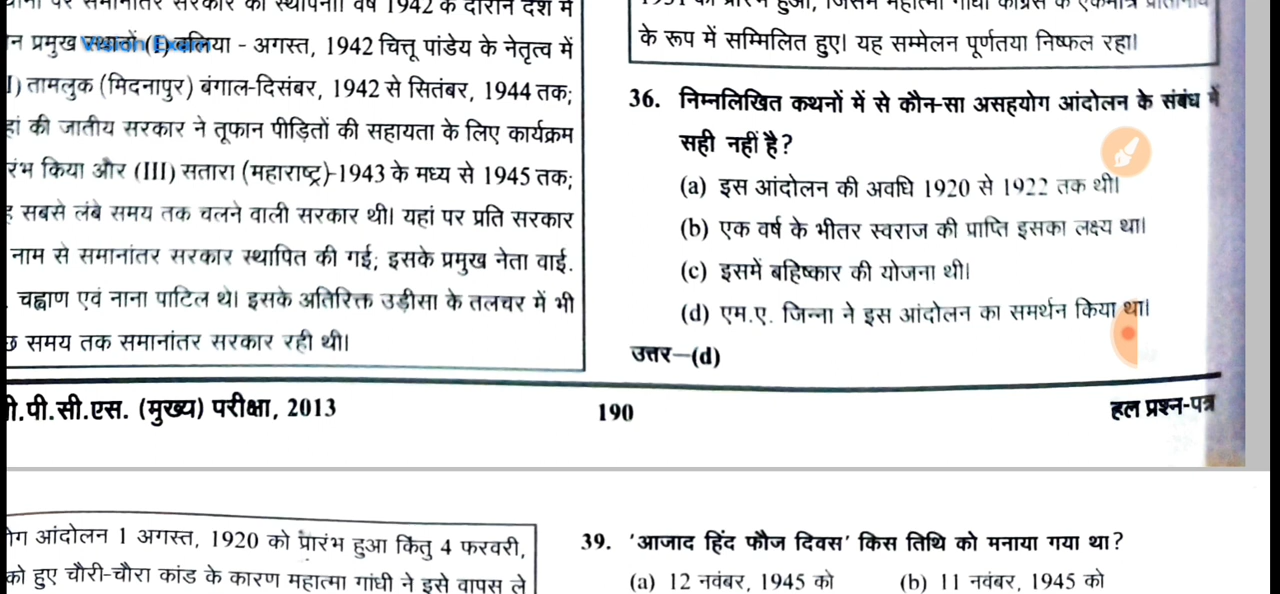 पर समानांतर सरकार की स्थापना। वर्ष 1942 के दौरान देश में
प्रमुख स्थानों (I) बलिया - अगस्त, 1942 चित्तू पांडेय के नेतृत्व में
तामलुक (मिदनापुर) बंगाल-दिसंबर, 1942 से सितंबर, 1944 तक;
की जातीय सरकार ने तूफान पीड़ितों की सहायता के लिए कार्यक्रम
किया और (III) सतारा (महाराष्ट्र)-1943 के मध्य से 1945 तक;
सबसे लंबे समय तक चलने वाली सरकार थी। यहां पर प्रति सरकार
नाम से समानांतर सरकार स्थापित की गई; इसके प्रमुख नेता वाई.
चह्वाण एवं नाना पाटिल थे। इसके अतिरिक्त उड़ीसा के तलचर में भी
समय तक समानांतर सरकार रही थी।
हुआ, जिसमें महात्मा गांधी कांग्रेस के एकमात्र
के रूप में सम्मिलित हुए। यह सम्मेलन पूर्णतया निष्फल रहा।
36. निम्नलिखित कथनों में से कौन-सा असहयोग आंदोलन के संबंध में
सही नहीं है?
(a) इस आंदोलन की अवधि 1920 से 1922 तक थी।
(b) एक वर्ष के भीतर स्वराज की प्राप्ति इसका लक्ष्य था।
(c) इसमें बहिष्कार की योजना थी।
(d) एम.ए. जिन्ना ने इस आंदोलन का समर्थन किया था।
उत्तर—(d)
पी.सी.एस. (मुख्य) परीक्षा, 2013
190
हल प्रश्न-पत्र
आंदोलन 1 अगस्त, 1920 को प्रारंभ हुआ किंतु 4 फरवरी,
को हुए चौरी-चौरा कांड के कारण महात्मा गांधी ने इसे वापस ले
39. 'आजाद हिंद फौज दिवस' किस तिथि को मनाया गया था?
(a) 12 नवंबर, 1945 को (b) 11 नवंबर, 1945 को